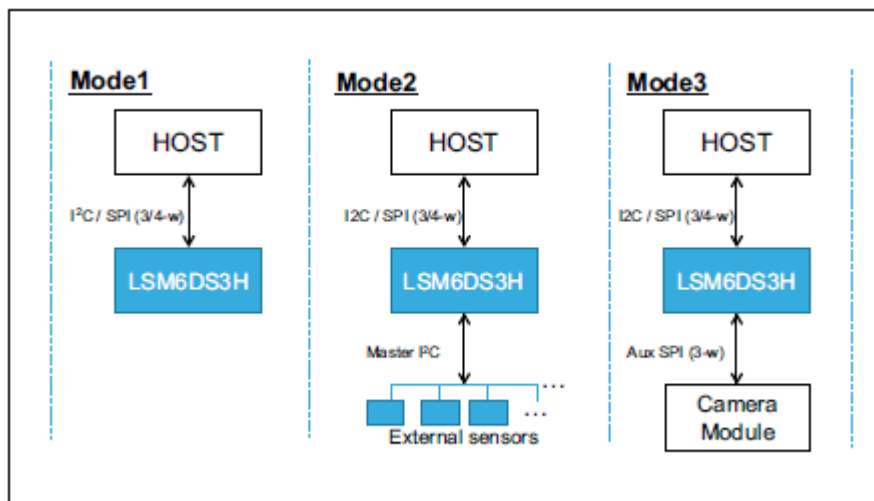 Mode1
HOST
I²C / SPI (3/4-w)
LSM6DS3H
Mode2
HOST
I2C / SPI (3/4-w)
LSM6DS3H
Master I²C
...
...
External sensors
Mode3
HOST
I2C / SPI (3/4-w)
LSM6DS3H
Aux SPI (3-w)
Camera
Module